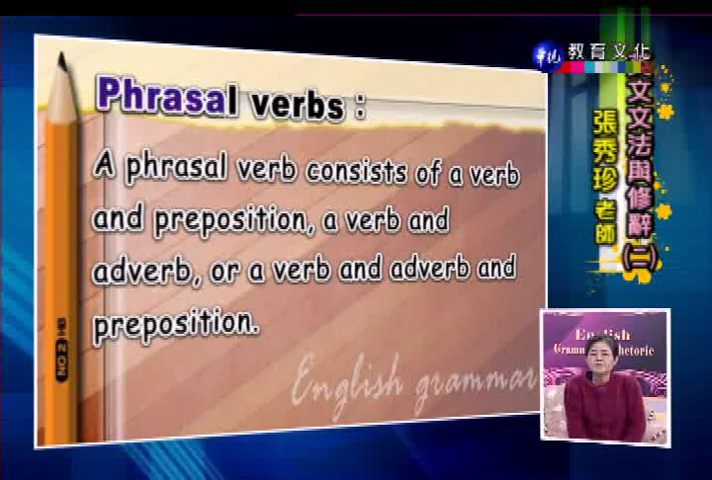 Phrasal verbs :
A phrasal verb consists of a verb
and preposition, a verb and
adverb, or a verb and adverb and
preposition.
English grammar
NO 2 HB
華視 教育文化
文文法與修辭(二)
張秀珍 老師
English